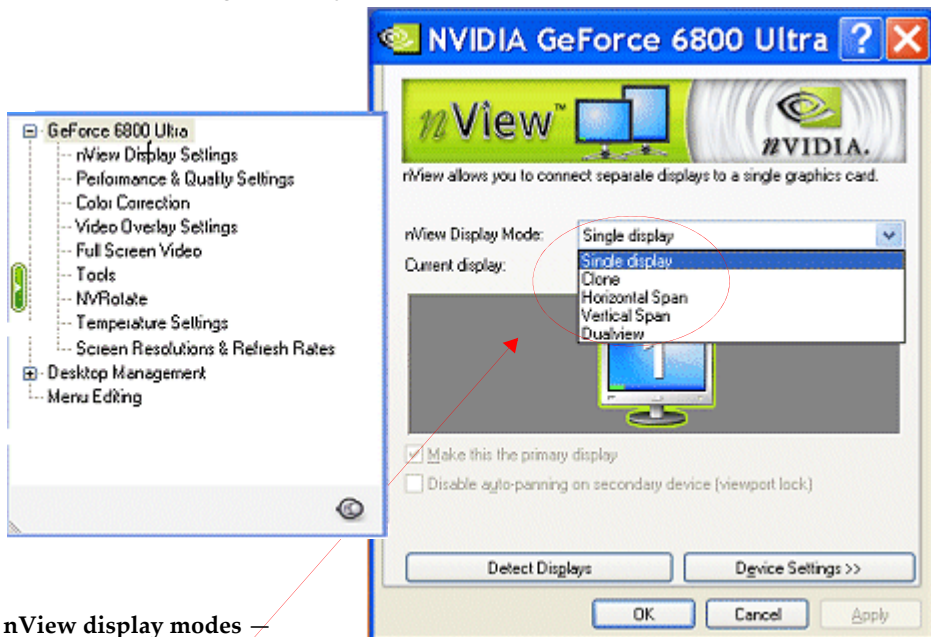 NVIDIA GeForce 6800 Ultra
GeForce 6800 Ultra
nView Display Settings
Performance & Quality Settings
Color Correction
Video Overlay Settings
Full Screen Video
Tools
NVRotate
Temperature Settings
Screen Resolutions & Refresh Rates
Desktop Management
Menu Editing
nView™
NVIDIA.
nView allows you to connect separate displays to a single graphics card.
nView Display Mode: Single display
Current display:
Single display
Clone
Horizontal Span
Vertical Span
Dualview
1
Make this the primary display
Disable auto-panning on secondary device (viewport lock)
Detect Displays Device Settings >>
OK Cancel Apply
nView display modes —